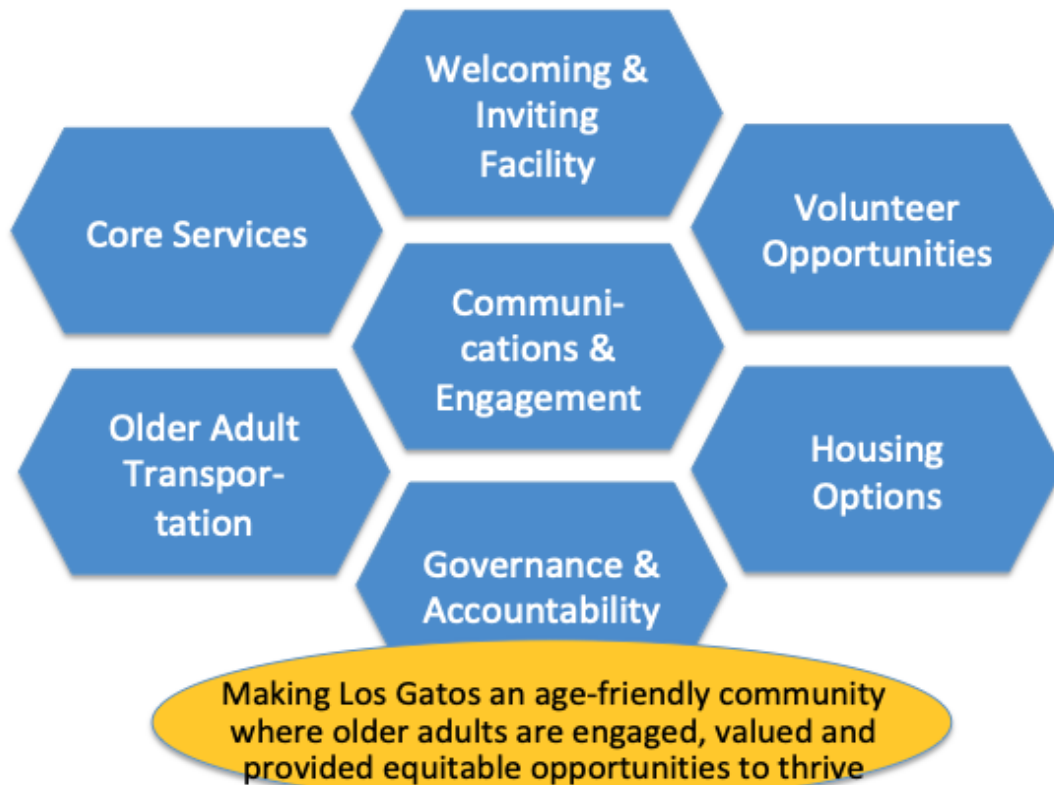 Welcoming &
Inviting
Facility
Core Services
Volunteer
Opportunities
Communi-
cations &
Engagement
Older Adult
Transpor-
tation
Housing
Options
Governance &
Accountability
Making Los Gatos an age-friendly community
where older adults are engaged, valued and
provided equitable opportunities to thrive